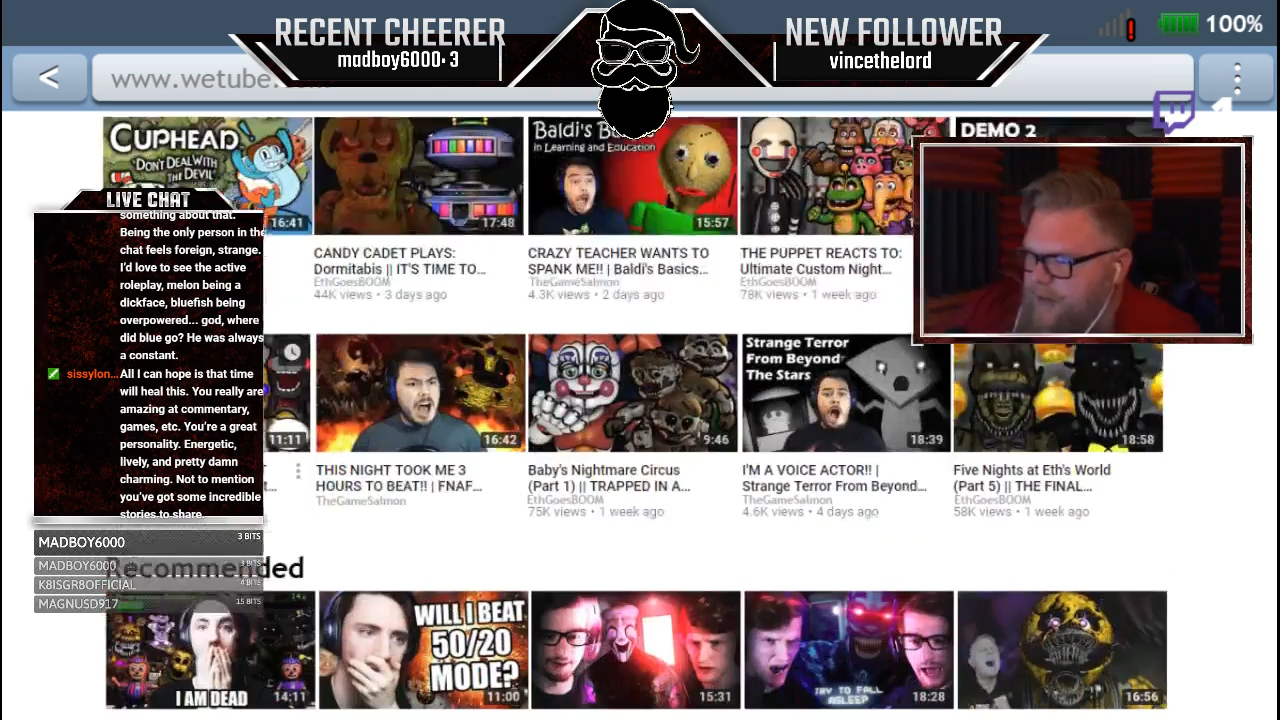 RECENT CHEERER
madboy6000• 3
NEW FOLLOWER
vincethelord
100%
<
www.wetube.
CUPHEAD
"DON'T DEAL WITH
THE DEVIL"
16:41
17:48
Baldi's
in Learning and Education
15:57
DEMO 2
CANDY CADET PLAYS:
Dormitabis || IT'S TIME TO...
EthGoesBOOM
44K views • 3 days ago
CRAZY TEACHER WANTS TO
SPANK ME!! | Baldi's Basics...
TheGameSalmon
4.3K views • 2 days ago
THE PUPPET REACTS TO:
Ultimate Custom Night...
EthGoesBOOM
78K views • 1 week ago
LIVE CHAT
something about that.
Being the only person in the
chat feels foreign, strange.
I'd love to see the active
roleplay, melon being a
dickface, bluefish being
overpowered... god, where
did blue go? He was always
a constant.
sissylon... All I can hope is that time
will heal this. You really are
amazing at commentary,
games, etc. You're a great
personality. Energetic,
lively, and pretty damn
charming. Not to mention
you've got some incredible
stories to share.
11:11
16:42
9:46
Strange Terror
From Beyond
The Stars
18:39
18:58
THIS NIGHT TOOK ME 3
HOURS TO BEAT!! | FNAF...
TheGameSalmon
Baby's Nightmare Circus
(Part 1) || TRAPPED IN A...
EthGoesBOOM
75K views • 1 week ago
I'M A VOICE ACTOR!! |
Strange Terror From Beyond...
TheGameSalmon
4.6K views • 4 days ago
Five Nights at Eth's World
(Part 5) || THE FINAL...
EthGoesBOOM
58K views • 1 week ago
MADBOY6000 3 BITS
MADBOY6000 3 BITS
K8ISGR8OFFICIAL 4 BITS
MAGNUSD917 15 BITS
Recommended
I AM DEAD
14:11
WILL I BEAT
50/20
MODE?
11:00
15:31
TRY TO FALL
ASLEEP
18:28
16:56